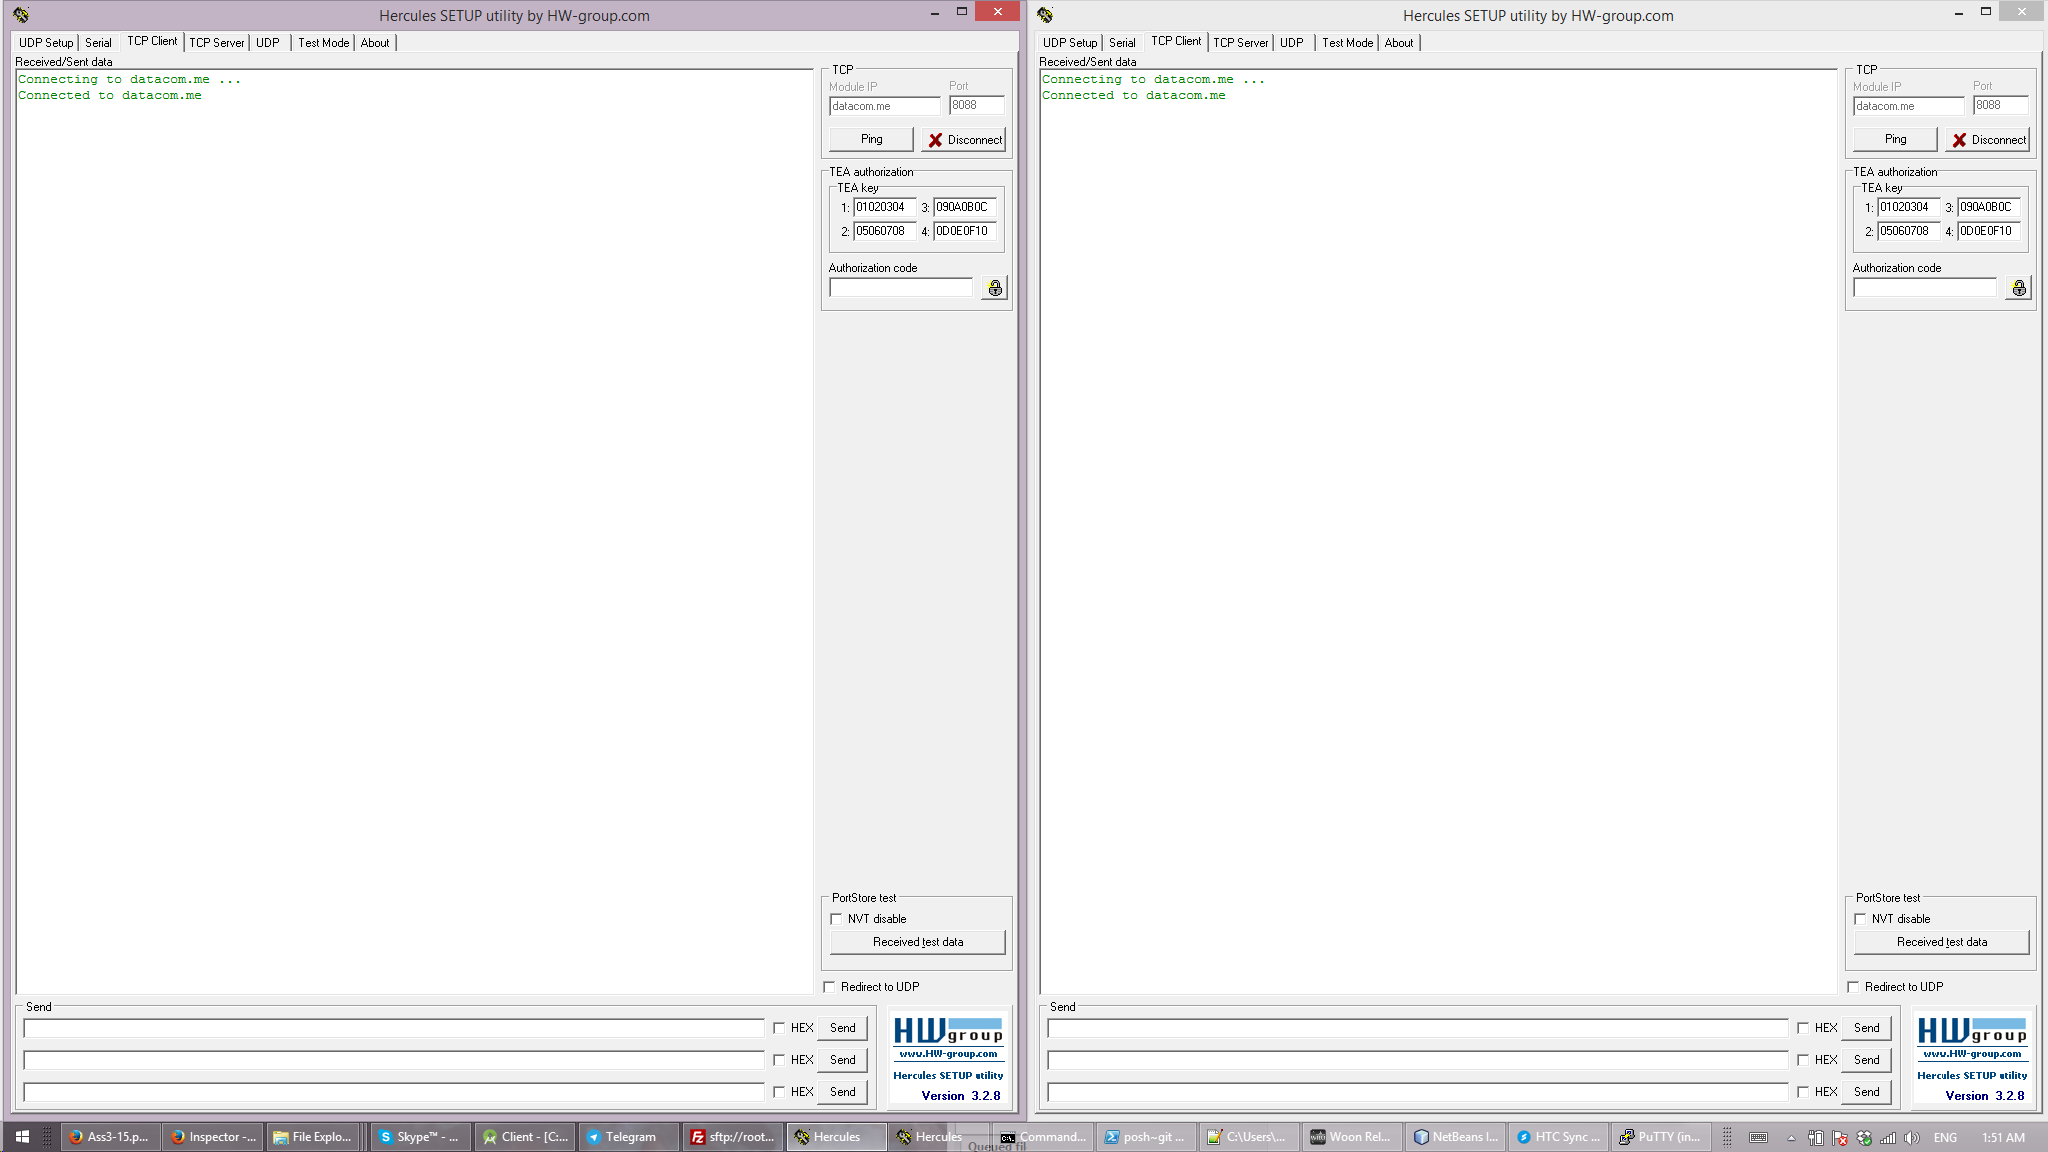 Hercules SETUP utility by HW-group.com
UDP Setup Serial TCP Client TCP Server UDP Test Mode About
Received/Sent data
Connecting to datacom.me ...
Connected to datacom.me
TCP
Module IP Port
datacom.me 8088
Ping Disconnect
TEA authorization
TEA key
1: 01020304 3: 090A0B0C
2: 05060708 4: 0D0E0F10
Authorization code
PortStore test
NVT disable
Received test data
Redirect to UDP
Send
HEX Send
HEX Send
HEX Send
HW group
www.HW-group.com
Hercules SETUP utility
Version 3.2.8
Hercules SETUP utility by HW-group.com
UDP Setup Serial TCP Client TCP Server UDP Test Mode About
Received/Sent data
Connecting to datacom.me ...
Connected to datacom.me
TCP
Module IP Port
datacom.me 8088
Ping Disconnect
TEA authorization
TEA key
1: 01020304 3: 090A0B0C
2: 05060708 4: 0D0E0F10
Authorization code
PortStore test
NVT disable
Received test data
Redirect to UDP
Send
HEX Send
HEX Send
HEX Send
HW group
www.HW-group.com
Hercules SETUP utility
Version 3.2.8
Ass3-15.p... Inspector -... File Explo... Skype™ - ... Client - [C:... Telegram sftp://root... Hercules Hercules Command... posh~git ... C:\Users\... Woon Rel... NetBeans I... HTC Sync ... PuTTY (in... ENG 1:51 AM
Queued fil